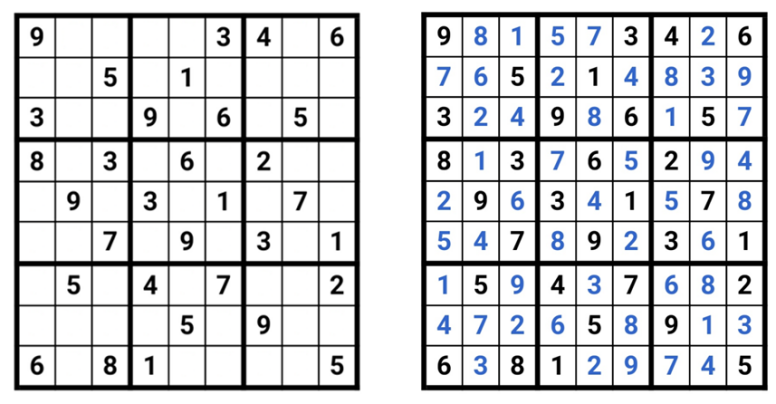 9 3 4 6
5 1
3 9 6 5
8 3 6 2
9 3 1 7
7 9 3 1
5 4 7 2
5 9
6 8 1 5
9 8 1 5 7 3 4 2 6
7 6 5 2 1 4 8 3 9
3 2 4 9 8 6 1 5 7
8 1 3 7 6 5 2 9 4
2 9 6 3 4 1 5 7 8
5 4 7 8 9 2 3 6 1
1 5 9 4 3 7 6 8 2
4 7 2 6 5 8 9 1 3
6 3 8 1 2 9 7 4 5